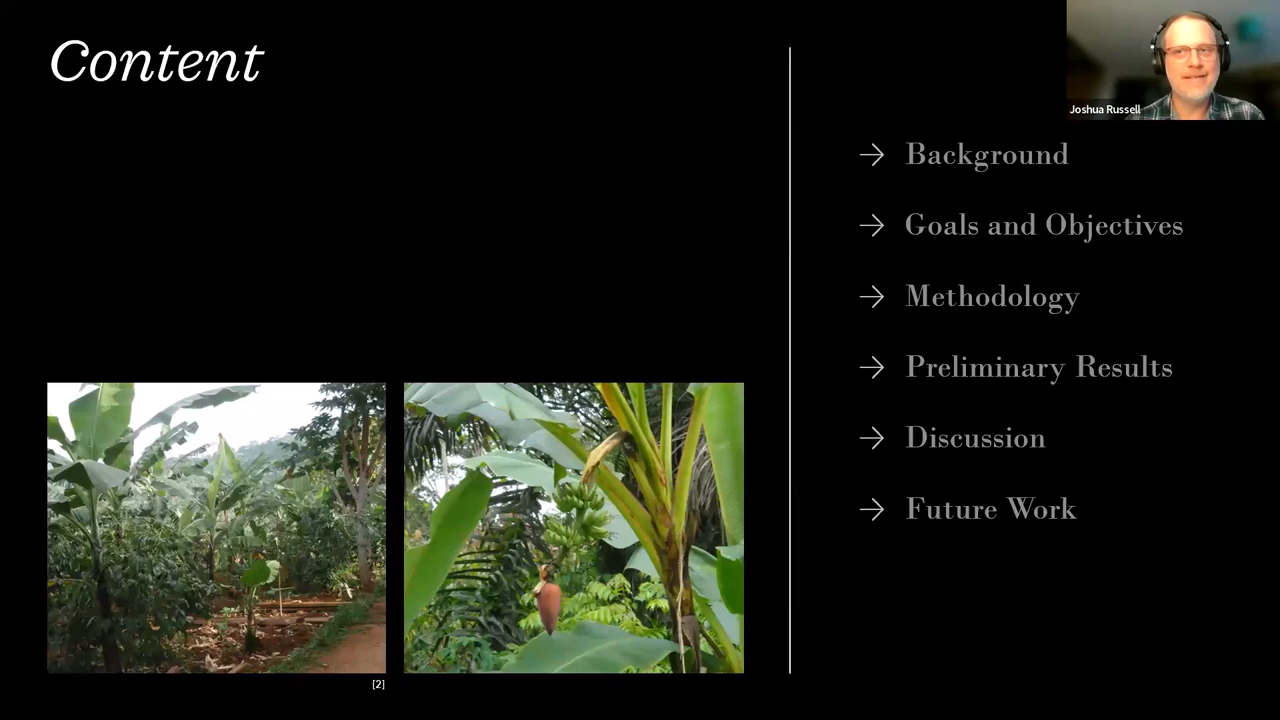 Content
Joshua Russell
→ Background
→ Goals and Objectives
→ Methodology
→ Preliminary Results
→ Discussion
→ Future Work
[2]